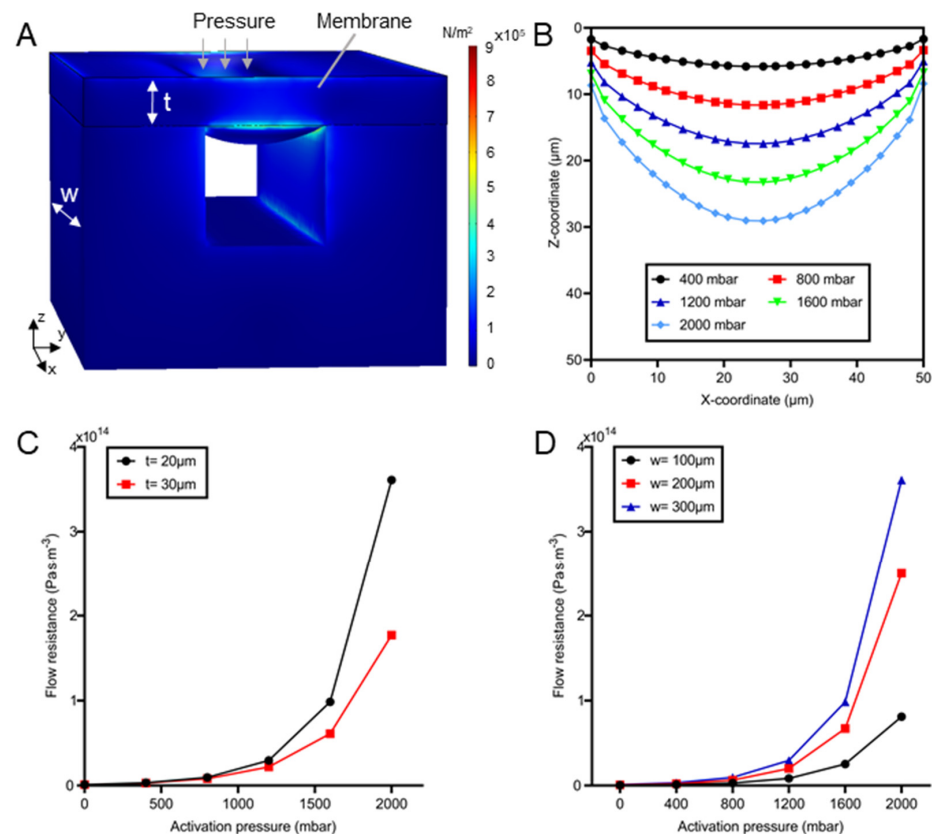 A
Pressure
Membrane
N/m²
x10⁵
9
8
7
6
5
4
3
2
1
0
t
w
z
y
x
B
0
10
20
30
40
50
Z-coordinate (µm)
0
10
20
30
40
50
X-coordinate (µm)
400 mbar
800 mbar
1200 mbar
1600 mbar
2000 mbar
C
x10¹⁴
4
3
2
1
0
Flow resistance (Pa.s.m⁻³)
t= 20µm
t= 30µm
0
500
1000
1500
2000
Activation pressure (mbar)
D
x10¹⁴
4
3
2
1
0
Flow resistance (Pa.s.m⁻³)
w= 100µm
w= 200µm
w= 300µm
0
400
800
1200
1600
2000
Activation pressure (mbar)